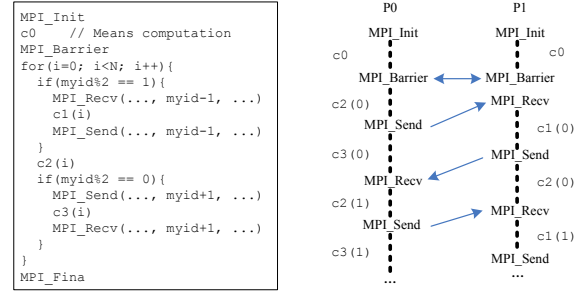 MPI_Init
c0     // Means computation
MPI_Barrier
for(i=0; i<N; i++){
  if(myid%2 == 1){
    MPI_Recv(..., myid-1, ...)
    c1(i)
    MPI_Send(..., myid-1, ...)
  }
  c2(i)
  if(myid%2 == 0){
    MPI_Send(..., myid+1, ...)
    c3(i)
    MPI_Recv(..., myid+1, ...)
  }
}
MPI_Fina
P0 P1
MPI_Init MPI_Init
c0 c0
MPI_Barrier MPI_Barrier
c2(0) MPI_Recv
MPI_Send c1(0)
c3(0) MPI_Send
MPI_Recv c2(0)
c2(1) MPI_Recv
MPI_Send c1(1)
c3(1) MPI_Send
... ...